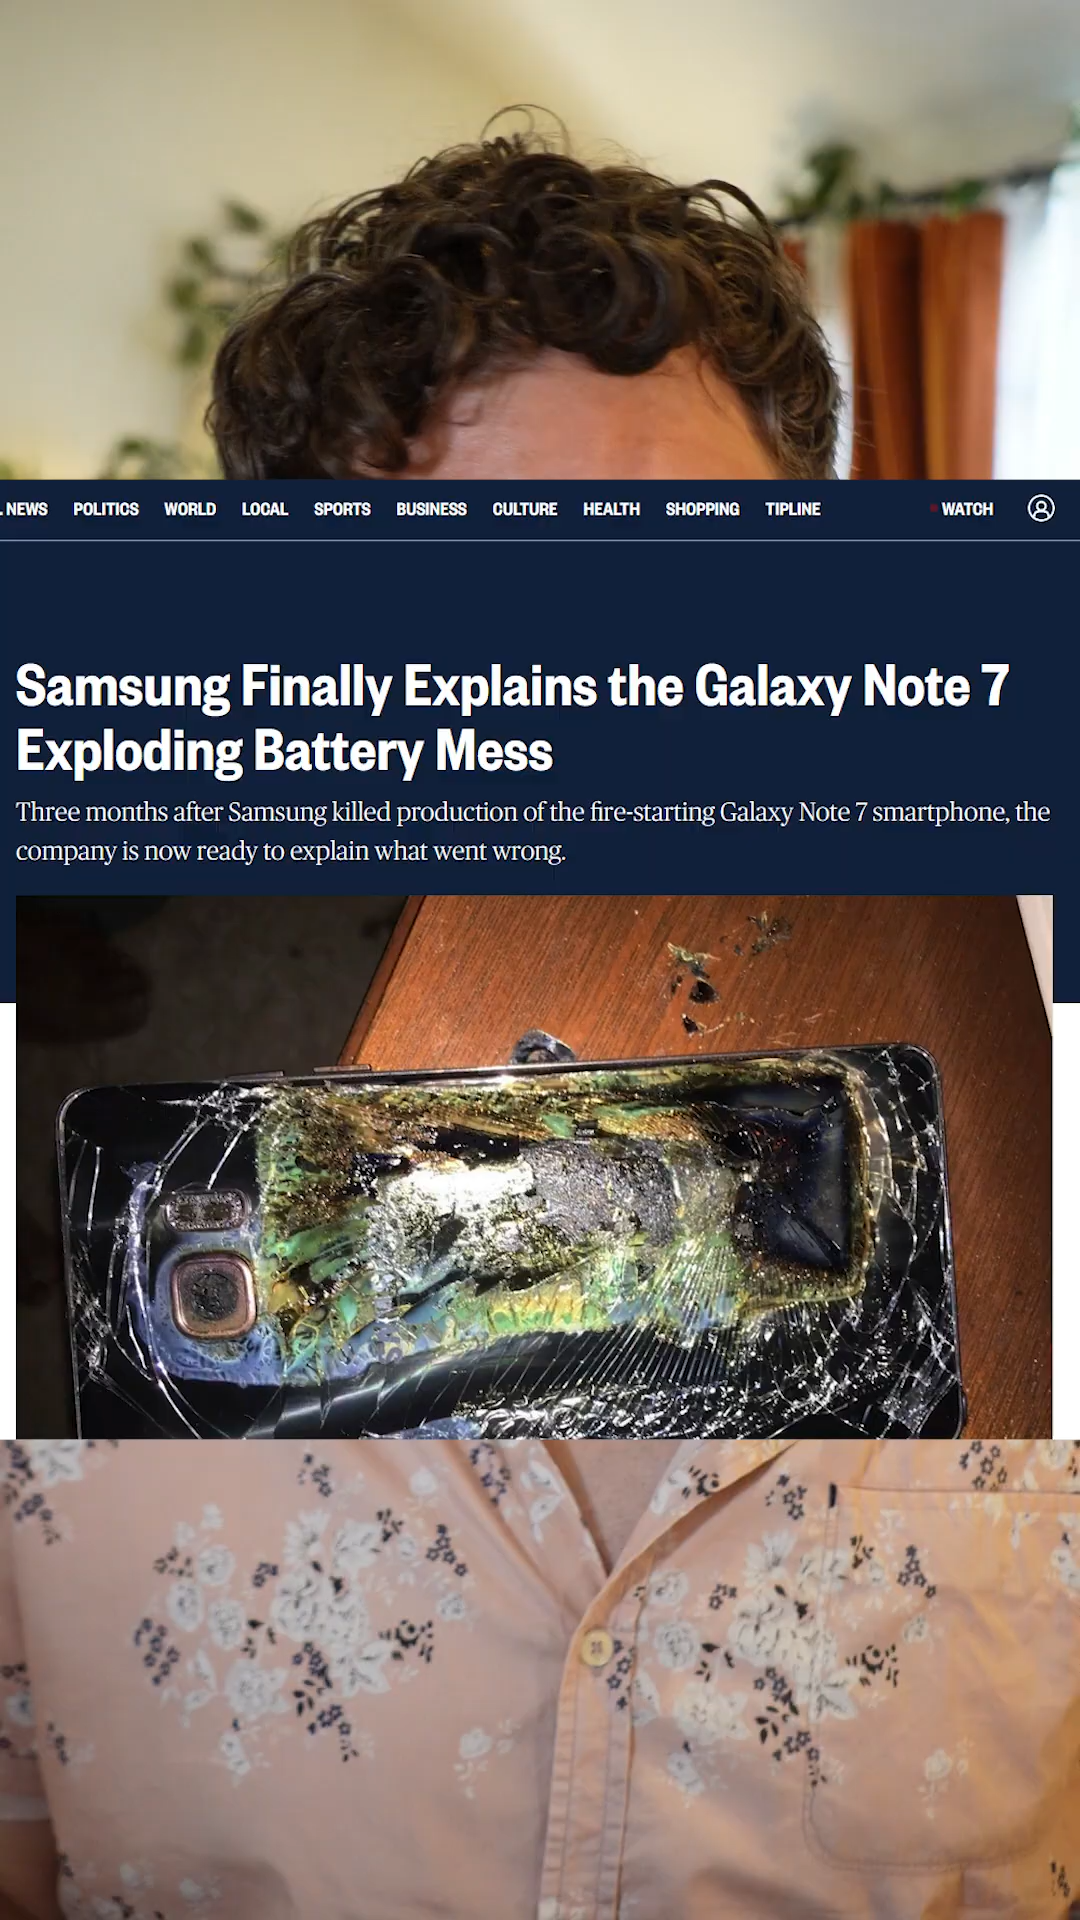 NEWS POLITICS WORLD LOCAL SPORTS BUSINESS CULTURE HEALTH SHOPPING TIPLINE WATCH
Samsung Finally Explains the Galaxy Note 7
Exploding Battery Mess
Three months after Samsung killed production of the fire-starting Galaxy Note 7 smartphone, the
company is now ready to explain what went wrong.